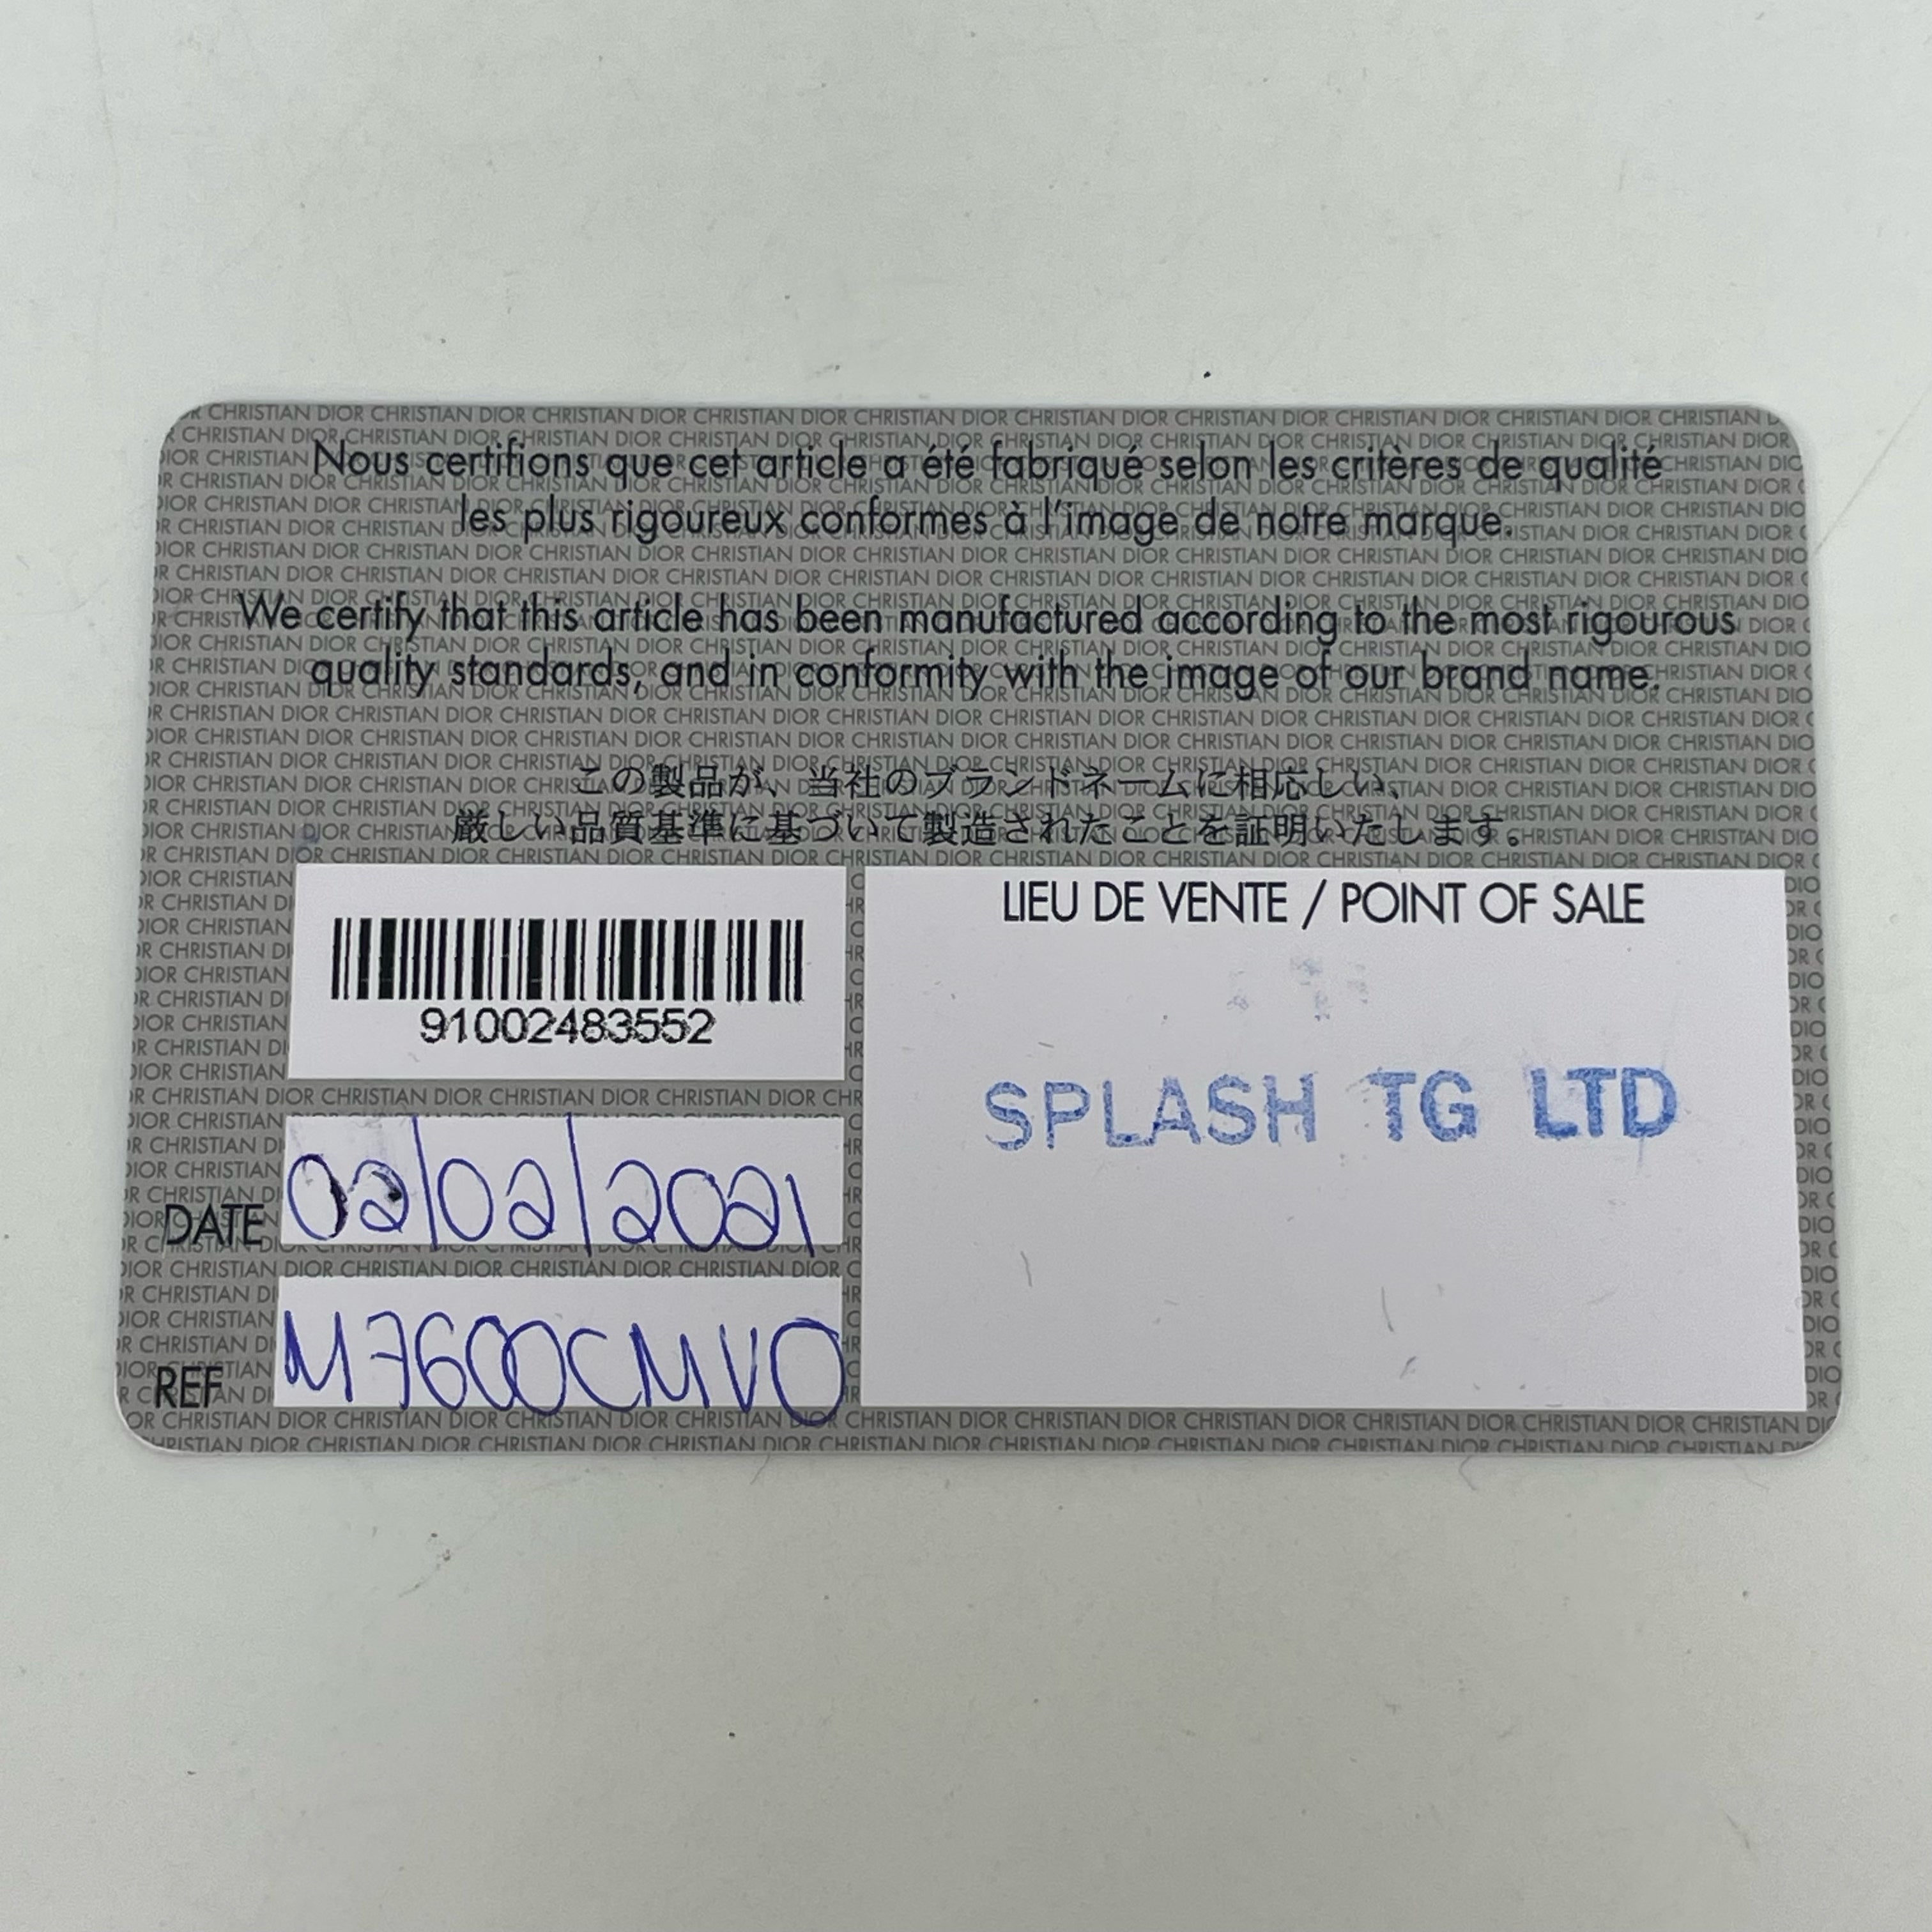 Nous certifions que cet article a été fabriqué selon les critères de qualité
les plus rigoureux conformes à l'image de notre marque.
We certify that this article has been manufactured according to the most rigourous
quality standards, and in conformity with the image of our brand name.
この製品が、当社のブランドネームに相応しい、
厳しい品質基準に基づいて製造されたことを証明いたします。
91002483552
LIEU DE VENTE / POINT OF SALE
SPLASH TG LTD
DATE 02/02/2021
REF M7600CMVO